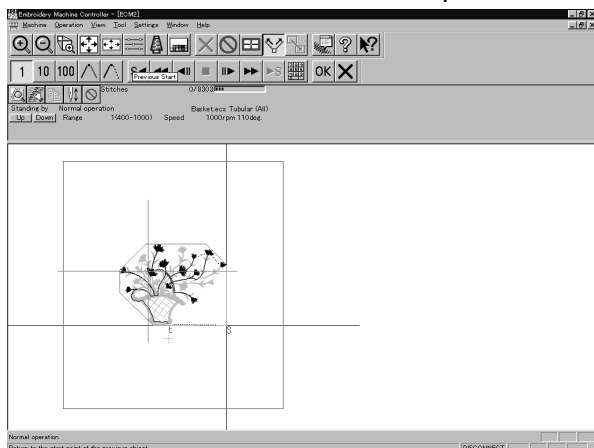 Embroidery Machine Controller - [ECM2]
Machine Operation View Tool Settings Window Help
1 10 100 S OK
Previous Start
Stitches 0/8303
Standing by Normal operation Basket.ecs Tubular (All)
Up Down Range 1(400-1000) Speed 1000rpm 110deg.
E S
Normal operation
Return to the start point of the previous object DISCONNECT